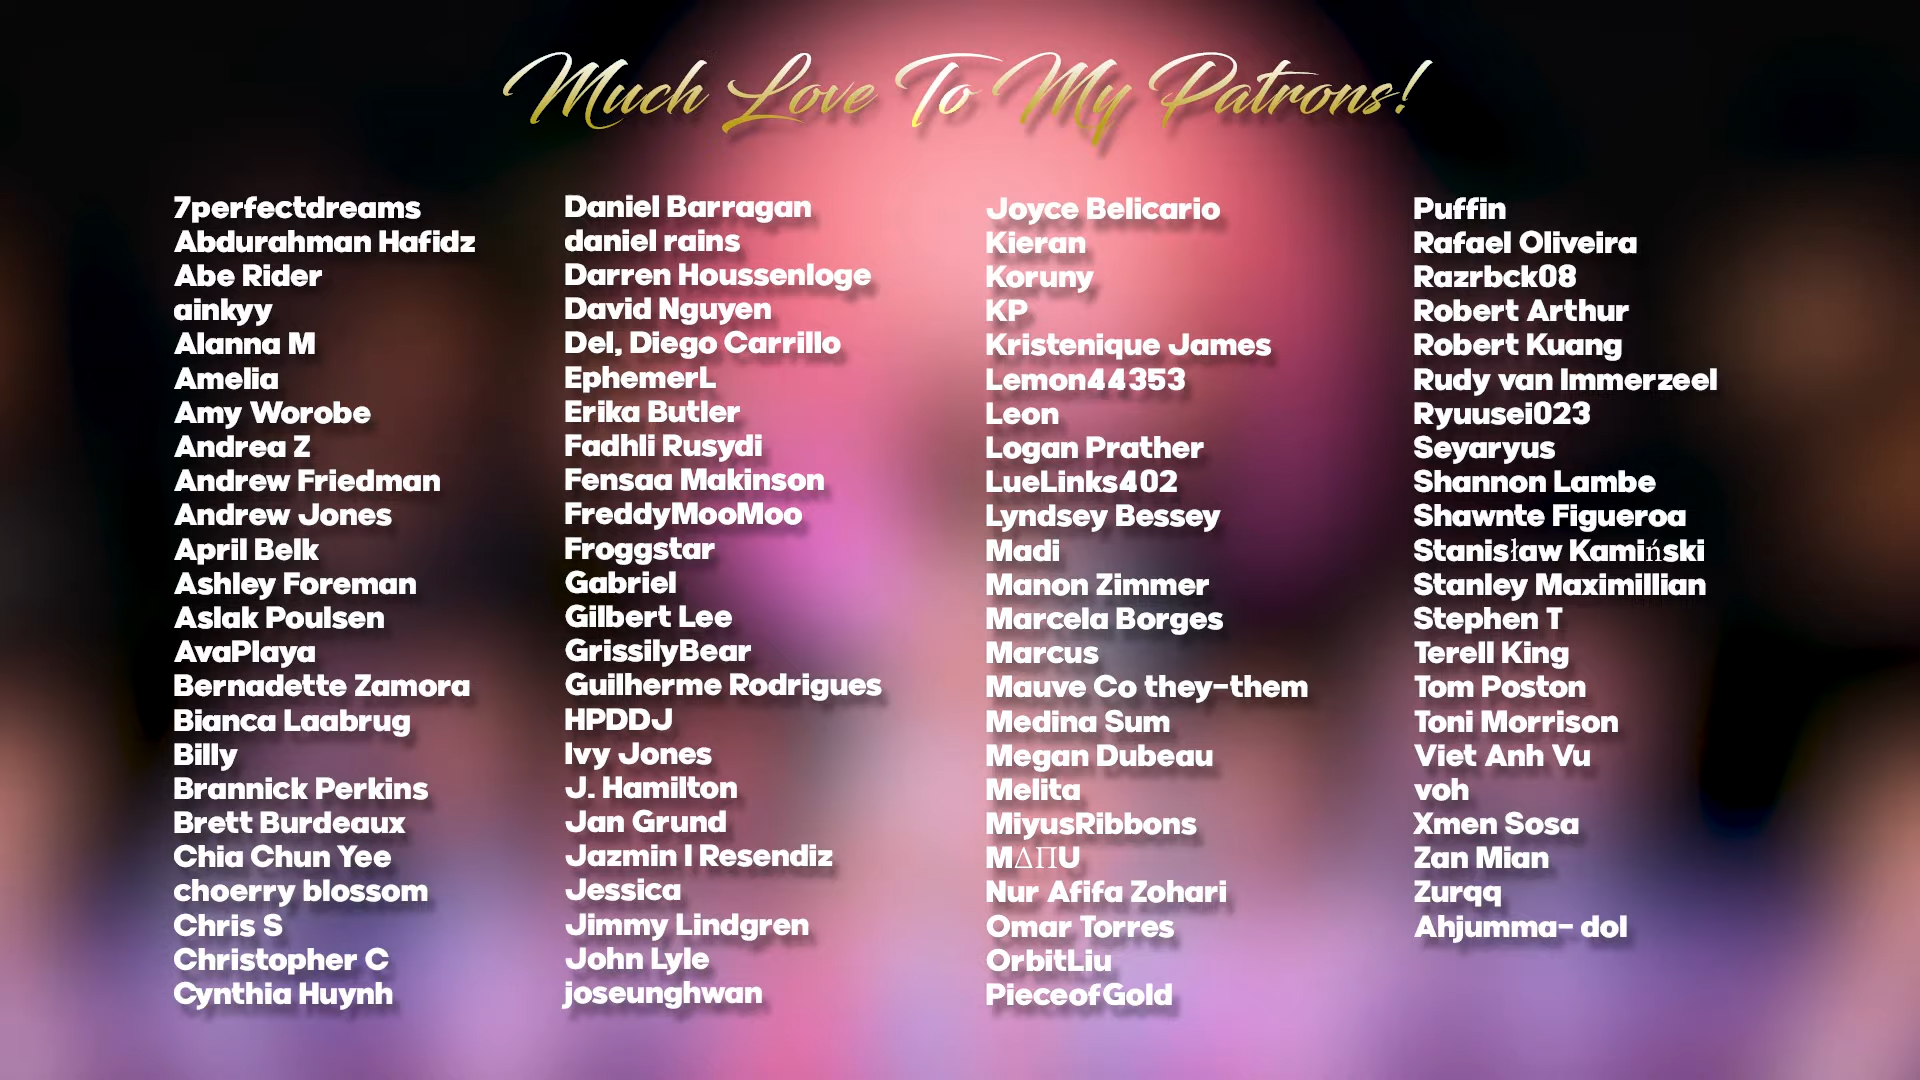 Much Love To My Patrons!
7perfectdreams
Abdurahman Hafidz
Abe Rider
ainkyy
Alanna M
Amelia
Amy Worobe
Andrea Z
Andrew Friedman
Andrew Jones
April Belk
Ashley Foreman
Aslak Poulsen
AvaPlaya
Bernadette Zamora
Bianca Laabrug
Billy
Brannick Perkins
Brett Burdeaux
Chia Chun Yee
choerry blossom
Chris S
Christopher C
Cynthia Huynh
Daniel Barragan
daniel rains
Darren Houssenloge
David Nguyen
Del, Diego Carrillo
EphemerL
Erika Butler
Fadhli Rusydi
Fensaa Makinson
FreddyMooMoo
Froggstar
Gabriel
Gilbert Lee
GrissilyBear
Guilherme Rodrigues
HPDDJ
Ivy Jones
J. Hamilton
Jan Grund
Jazmin I Resendiz
Jessica
Jimmy Lindgren
John Lyle
joseunghwan
Joyce Belicario
Kieran
Koruny
KP
Kristenique James
Lemon44353
Leon
Logan Prather
LueLinks402
Lyndsey Bessey
Madi
Manon Zimmer
Marcela Borges
Marcus
Mauve Co they-them
Medina Sum
Megan Dubeau
Melita
MiyusRibbons
MΔΠU
Nur Afifa Zohari
Omar Torres
OrbitLiu
PieceofGold
Puffin
Rafael Oliveira
Razrbck08
Robert Arthur
Robert Kuang
Rudy van Immerzeel
Ryuusei023
Seyaryus
Shannon Lambe
Shawnte Figueroa
Stanisław Kamiński
Stanley Maximillian
Stephen T
Terell King
Tom Poston
Toni Morrison
Viet Anh Vu
voh
Xmen Sosa
Zan Mian
Zurqq
Ahjumma- dol